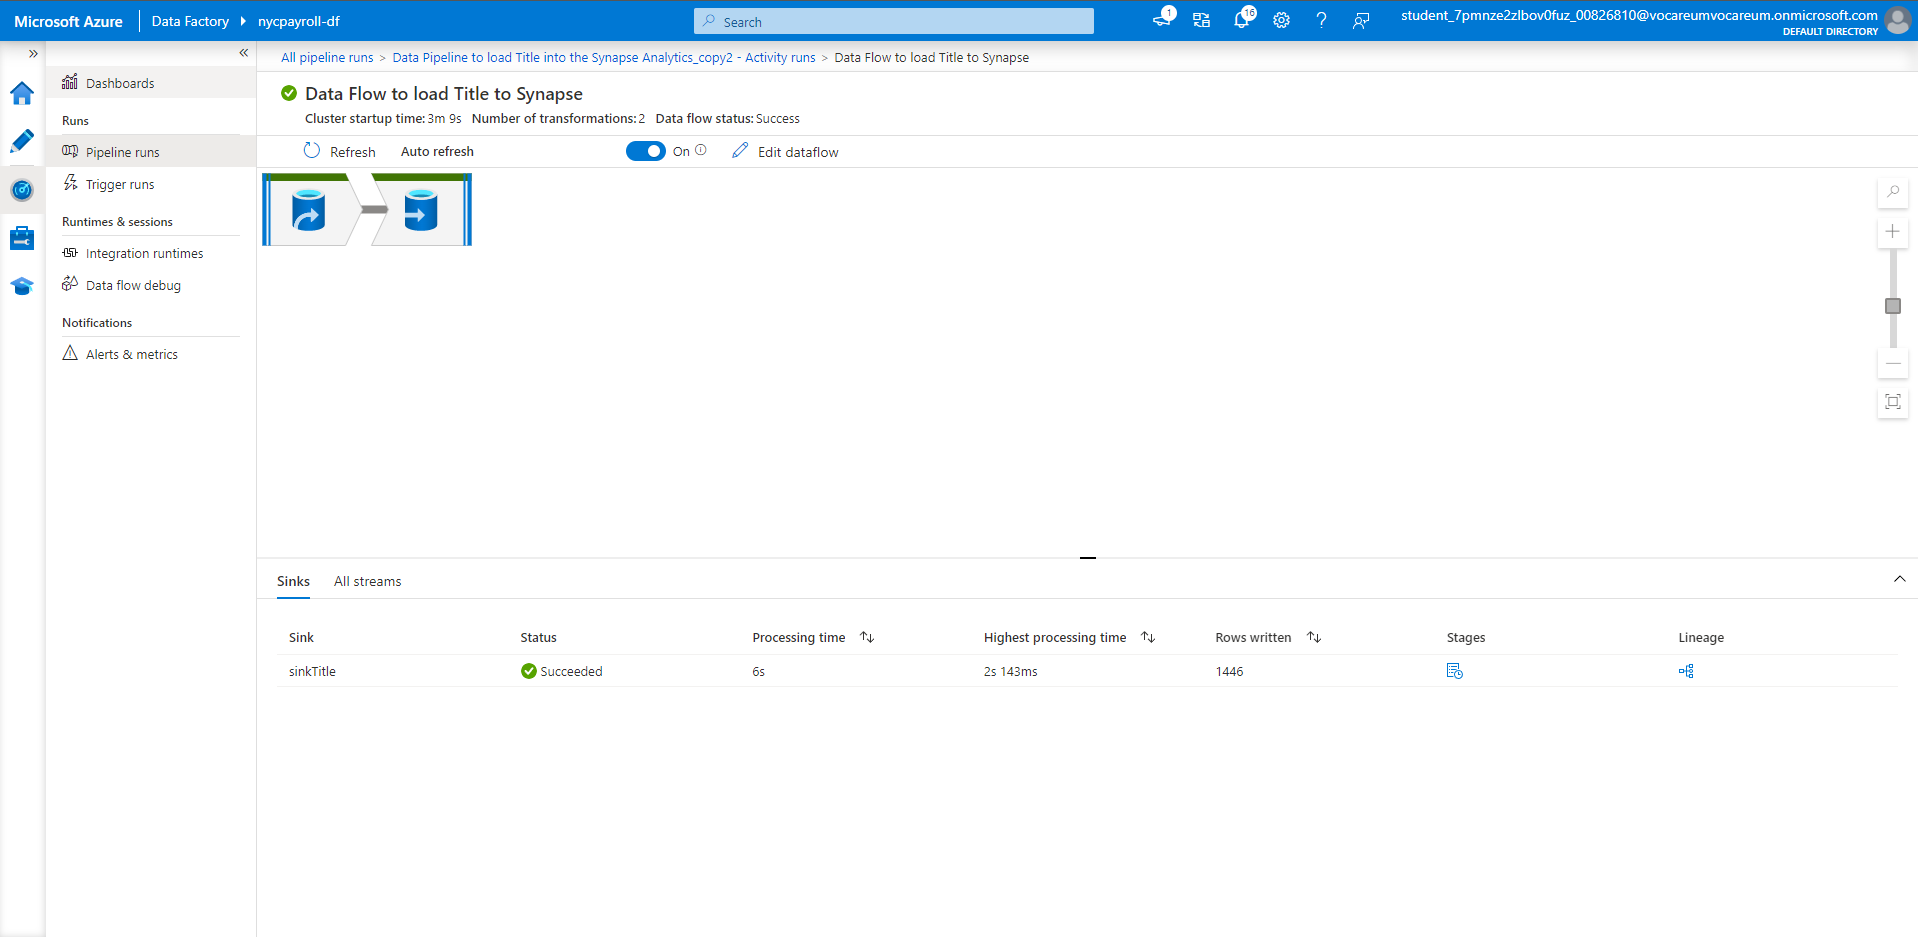 Microsoft Azure Data Factory nycpayroll-df Search 1 16 student_7pmnze2zlbov0fuz_00826810@vocareumvocareum.onmicrosoft.com
DEFAULT DIRECTORY
All pipeline runs > Data Pipeline to load Title into the Synapse Analytics_copy2 - Activity runs > Data Flow to load Title to Synapse
Dashboards
Runs
Pipeline runs
Trigger runs
Runtimes & sessions
Integration runtimes
Data flow debug
Notifications
Alerts & metrics
Data Flow to load Title to Synapse
Cluster startup time: 3m 9s Number of transformations: 2 Data flow status: Success
Refresh Auto refresh On Edit dataflow
Sinks All streams
Sink Status Processing time Highest processing time Rows written Stages Lineage
sinkTitle Succeeded 6s 2s 143ms 1446